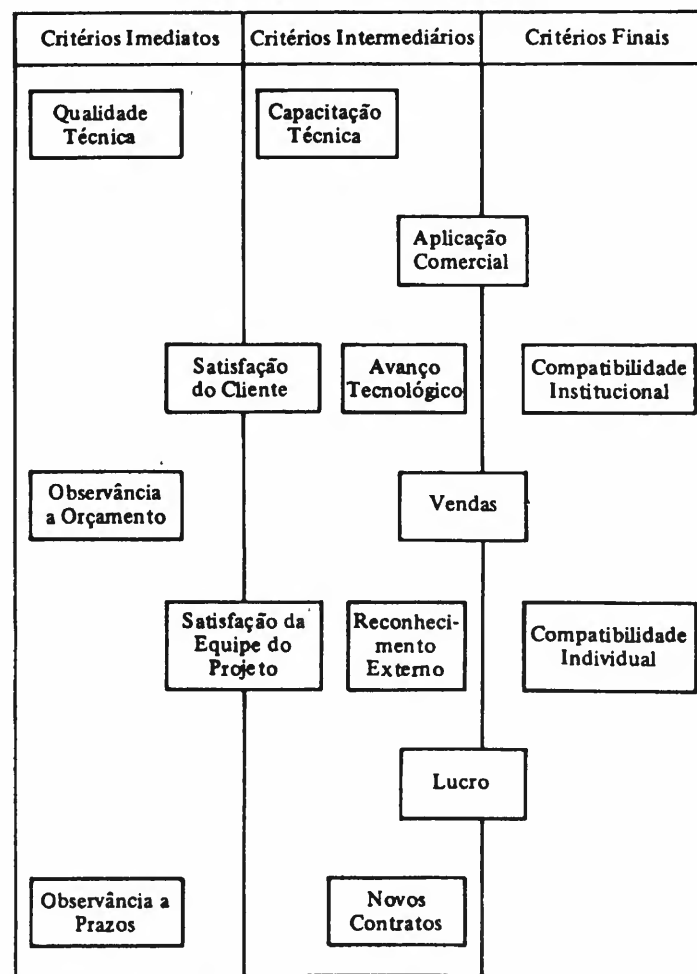 Critérios Imediatos
Critérios Intermediários
Critérios Finais
Qualidade
Técnica
Capacitação
Técnica
Aplicação
Comercial
Satisfação
do Cliente
Avanço
Tecnológico
Compatibilidade
Institucional
Observância
a Orçamento
Vendas
Satisfação da
Equipe do
Projeto
Reconheci-
mento
Externo
Compatibilidade
Individual
Lucro
Observância a
Prazos
Novos
Contratos